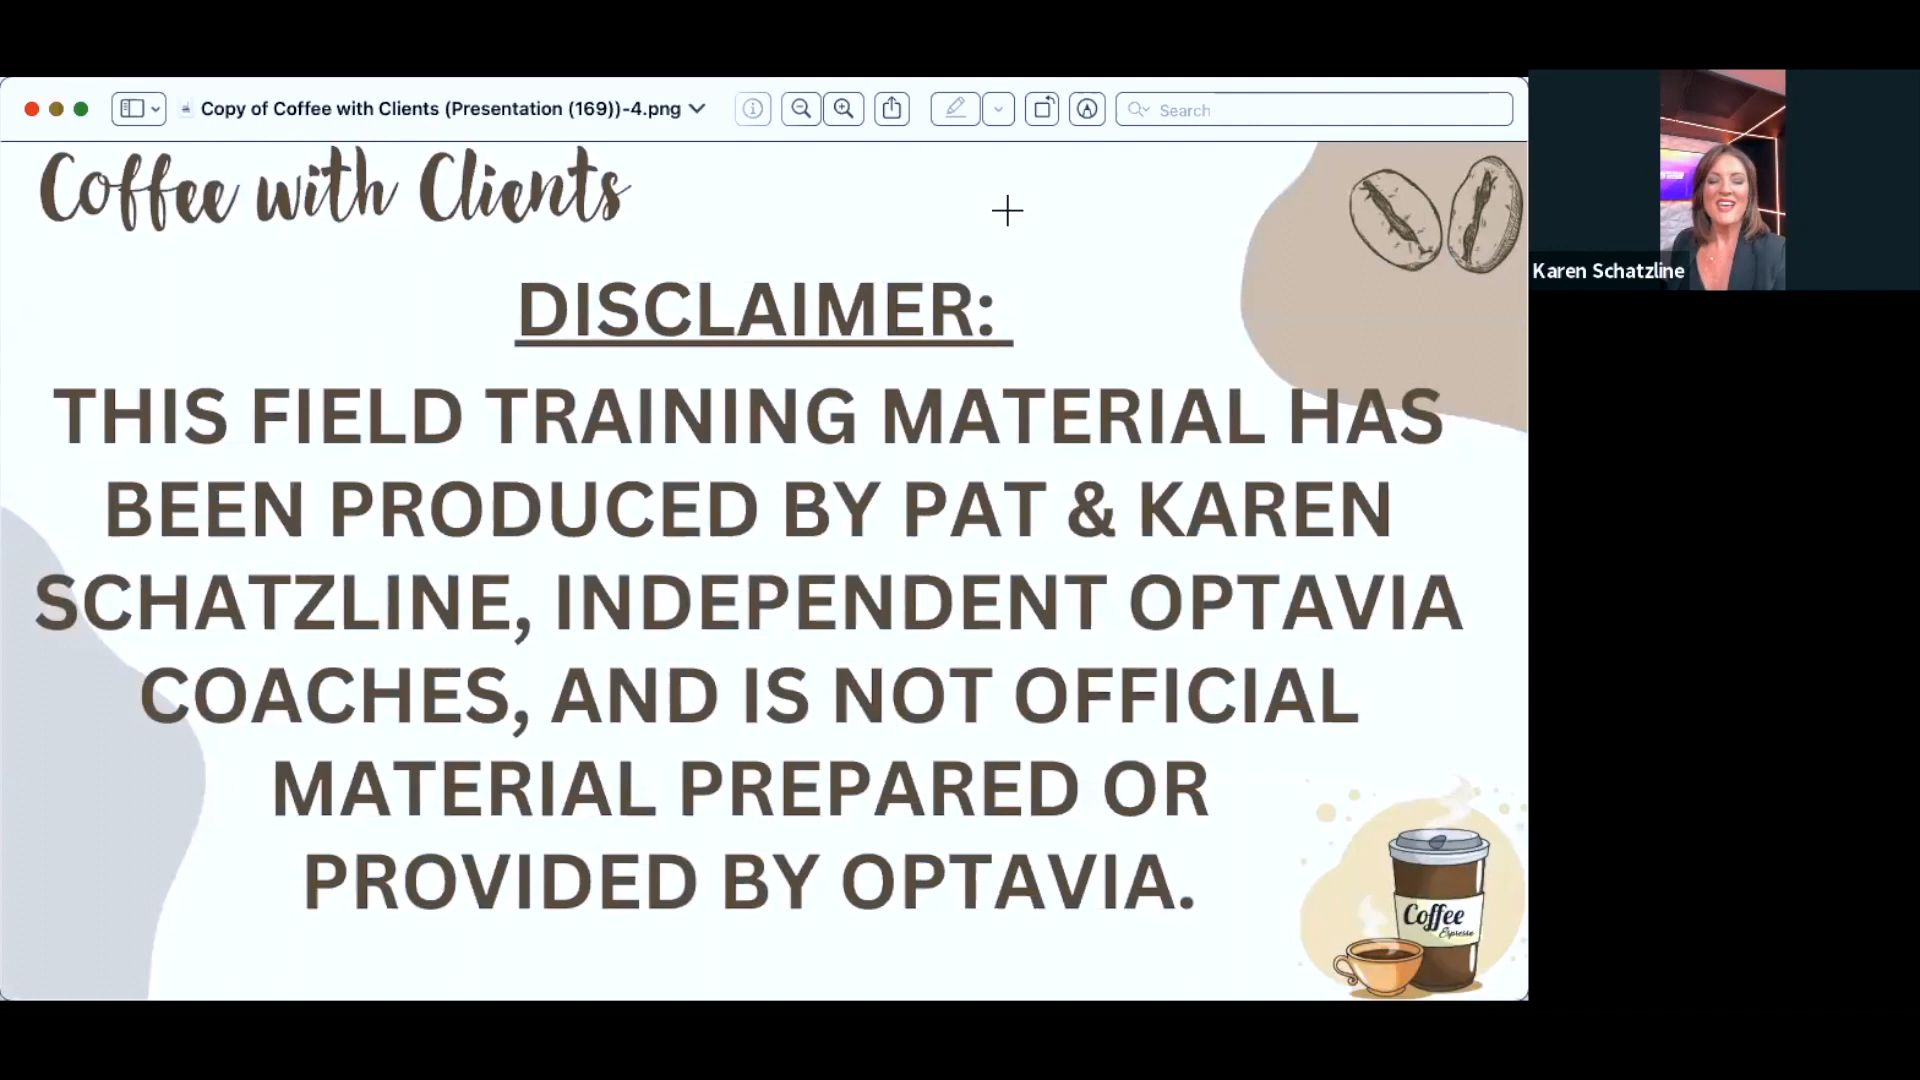 Copy of Coffee with Clients (Presentation (169))-4.png
Search
Coffee with Clients
DISCLAIMER:
THIS FIELD TRAINING MATERIAL HAS
BEEN PRODUCED BY PAT & KAREN
SCHATZLINE, INDEPENDENT OPTAVIA
COACHES, AND IS NOT OFFICIAL
MATERIAL PREPARED OR
PROVIDED BY OPTAVIA.
Coffee
Espresso
Karen Schatzline